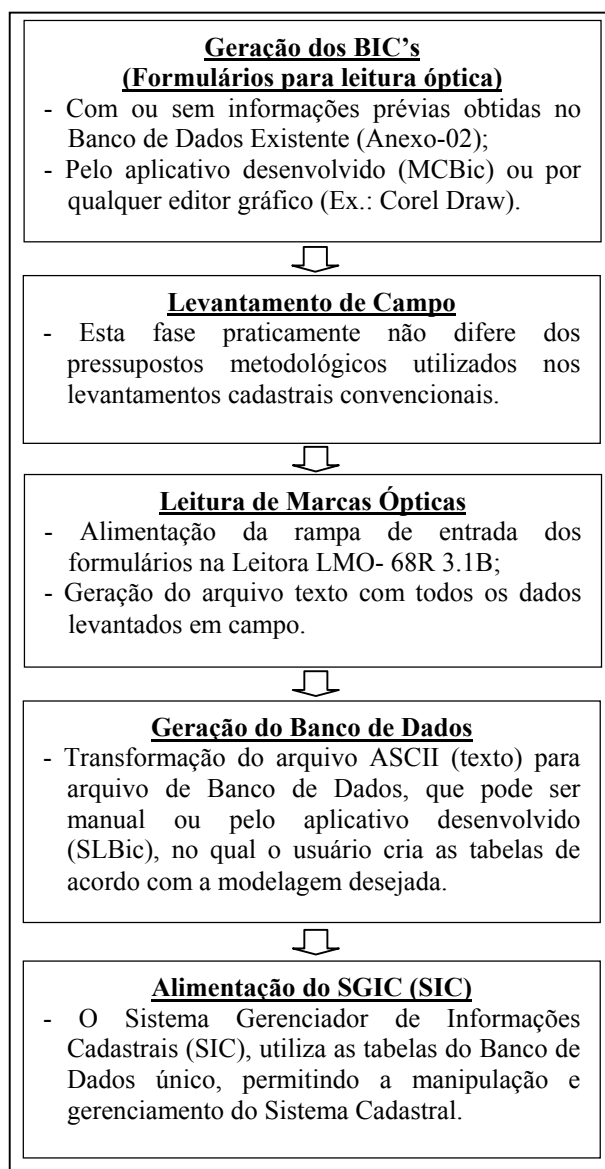 Geração dos BIC's
(Formulários para leitura óptica)
- Com ou sem informações prévias obtidas no
Banco de Dados Existente (Anexo-02);
- Pelo aplicativo desenvolvido (MCBic) ou por
qualquer editor gráfico (Ex.: Corel Draw).
Levantamento de Campo
- Esta fase praticamente não difere dos
pressupostos metodológicos utilizados nos
levantamentos cadastrais convencionais.
Leitura de Marcas Ópticas
- Alimentação da rampa de entrada dos
formulários na Leitora LMO- 68R 3.1B;
- Geração do arquivo texto com todos os dados
levantados em campo.
Geração do Banco de Dados
- Transformação do arquivo ASCII (texto) para
arquivo de Banco de Dados, que pode ser
manual ou pelo aplicativo desenvolvido
(SLBic), no qual o usuário cria as tabelas de
acordo com a modelagem desejada.
Alimentação do SGIC (SIC)
- O Sistema Gerenciador de Informações
Cadastrais (SIC), utiliza as tabelas do Banco de
Dados único, permitindo a manipulação e
gerenciamento do Sistema Cadastral.